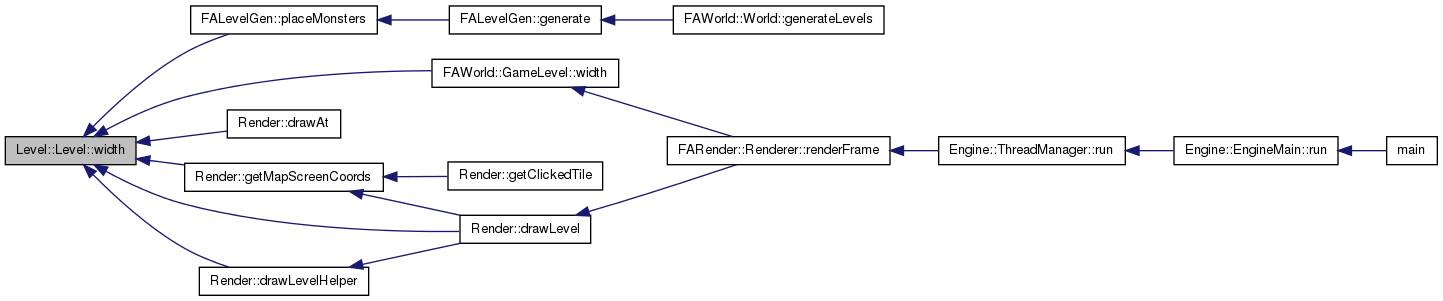 FALevelGen::placeMonsters
FALevelGen::generate
FAWorld::World::generateLevels
FAWorld::GameLevel::width
Render::drawAt
Level::Level::width
FARender::Renderer::renderFrame
Engine::ThreadManager::run
Engine::EngineMain::run
main
Render::getMapScreenCoords
Render::getClickedTile
Render::drawLevel
Render::drawLevelHelper